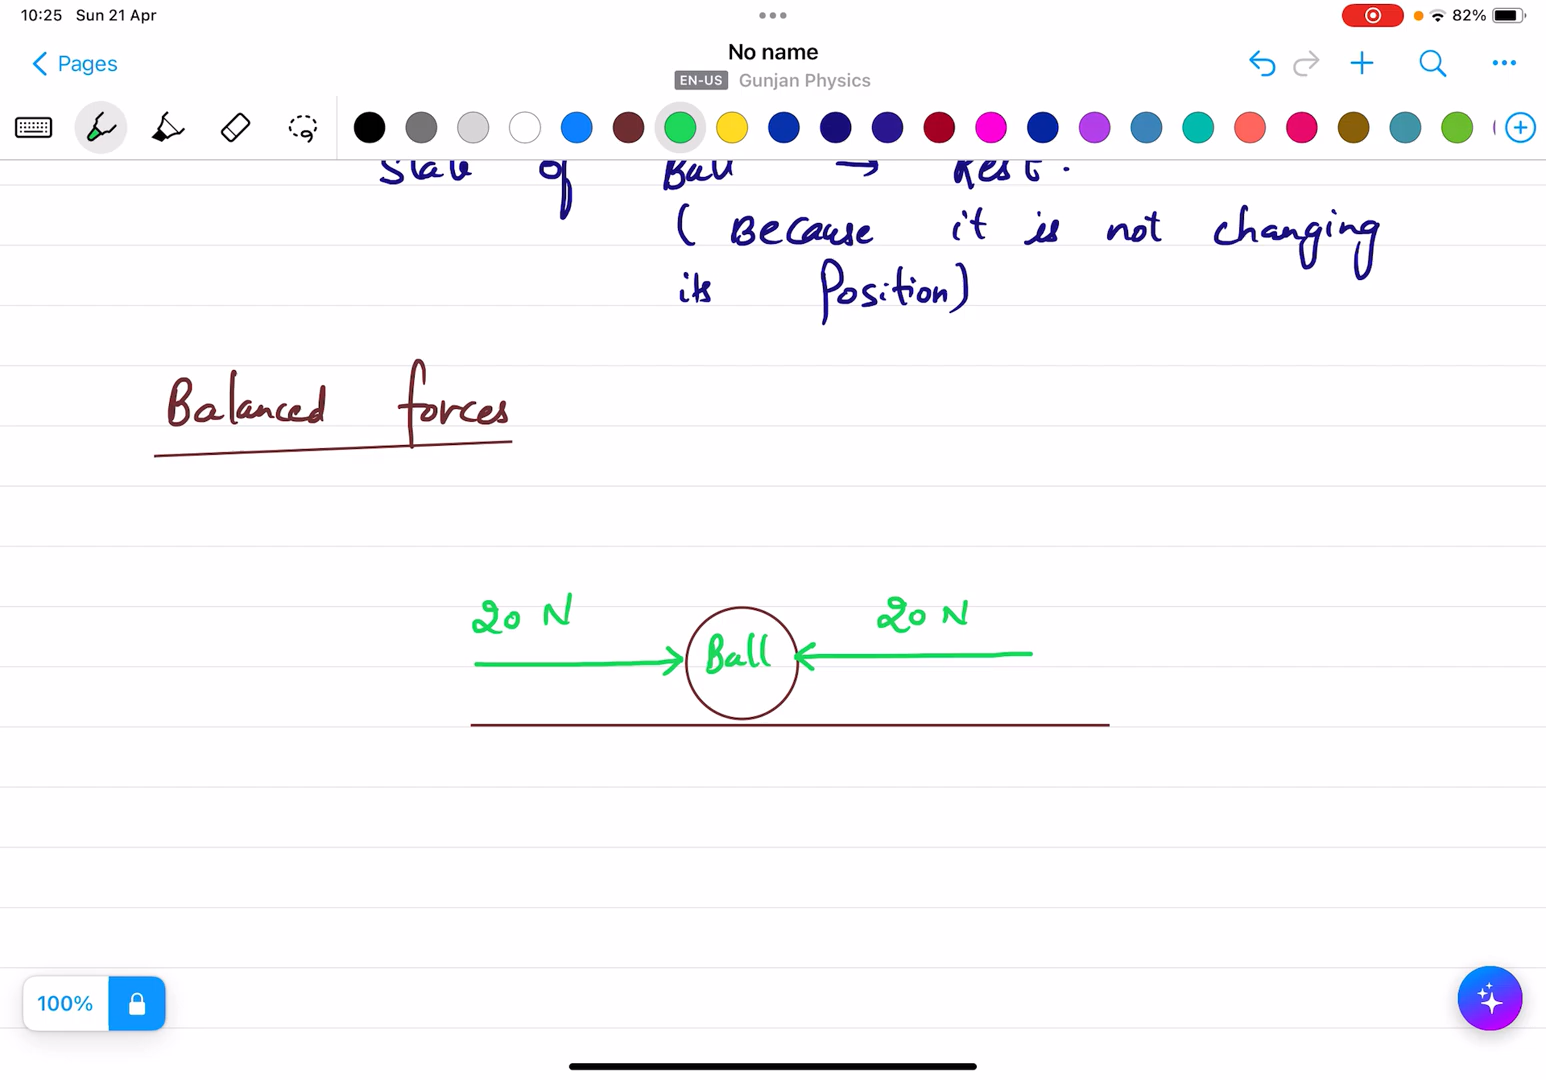 10:25 Sun 21 Apr
82%
No name
Pages
EN-US Gunjan Physics
State of Ball → Rest.
(Because it is not changing
its Position)
Balanced forces
20 N 20 N
Ball
100%